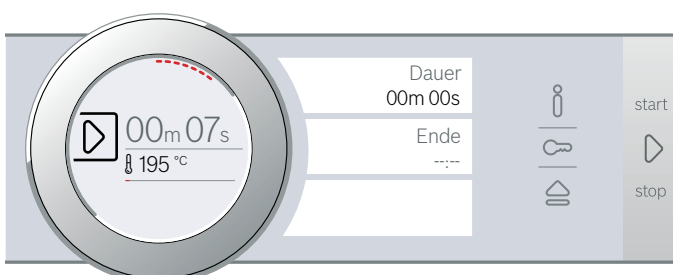 00m 07s
195 °C
Dauer
00m 00s
Ende
--:--
start
stop